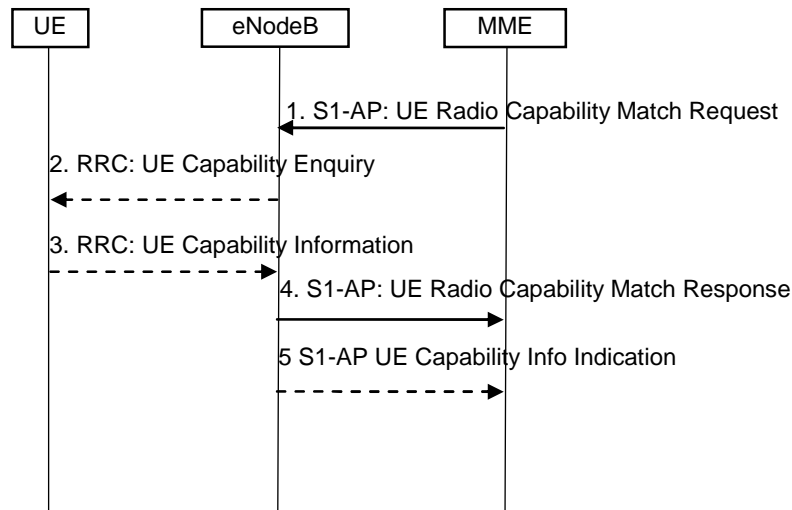 UE
eNodeB
MME
1. S1-AP: UE Radio Capability Match Request
2. RRC: UE Capability Enquiry
3. RRC: UE Capability Information
4. S1-AP: UE Radio Capability Match Response
5 S1-AP UE Capability Info Indication